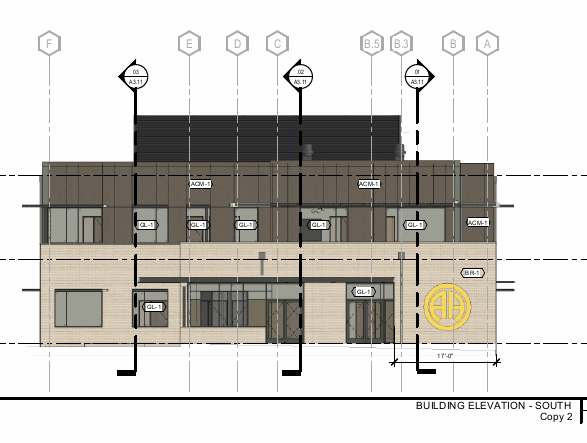 F E D C B.5 B.3 B A
03 02 01
A3.11 A3.11 A3.11
ACM-1 ACM-1
GL-1 GL-1 GL-1 GL-1 GL-1 ACM-1
BR-1
GL-1
GL-1
17'-0"
BUILDING ELEVATION - SOUTH
Copy 2